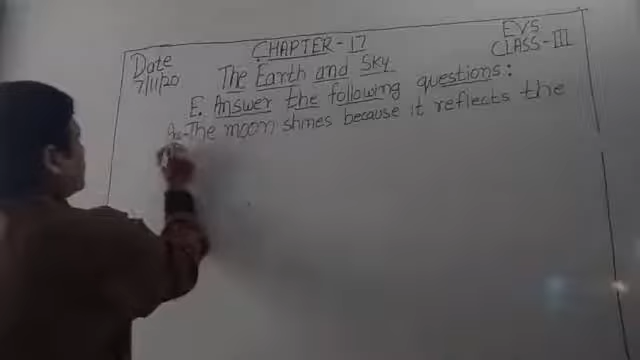 Date
7/11/20
CHAPTER - 17
EVS
CLASS - III
The Earth and Sky
E. Answer the following questions:
The moon shines because it reflects the